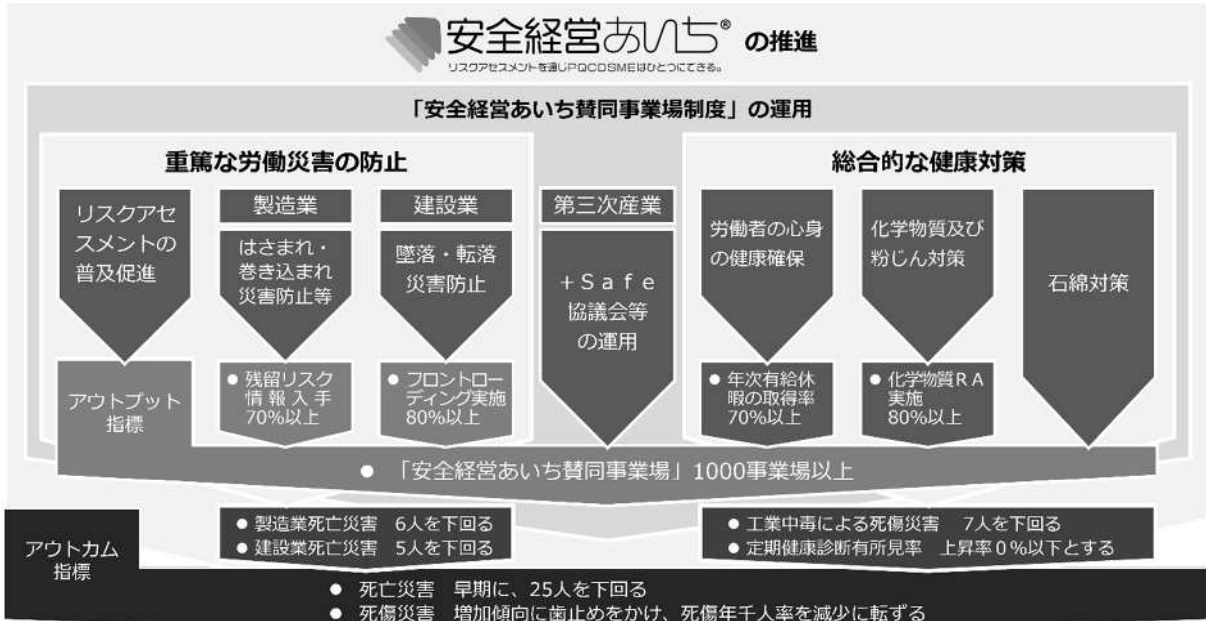 安全経営あいち® の推進
リスクアセスメントを通じPQCDSMEはひとつにできる。
「安全経営あいち賛同事業場制度」の運用
重篤な労働災害の防止
リスクアセ
スメントの
普及促進
製造業
はさまれ・
巻き込まれ
災害防止等
建設業
墜落・転落
災害防止
第三次産業
+Safe
協議会等
の運用
総合的な健康対策
労働者の心身
の健康確保
化学物質及び
粉じん対策
石綿対策
アウトプット
指標
● 残留リスク
情報入手
70%以上
● フロントロー
ディング実施
80%以上
● 年次有給休
暇の取得率
70%以上
● 化学物質RA
実施
80%以上
● 「安全経営あいち賛同事業場」1000事業場以上
アウトカム
指標
● 製造業死亡災害 6人を下回る
● 建設業死亡災害 5人を下回る
● 工業中毒による死傷災害 7人を下回る
● 定期健康診断有所見率 上昇率0%以下とする
● 死亡災害 早期に、25人を下回る
● 死傷災害 増加傾向に歯止めをかけ、死傷年千人率を減少に転ずる